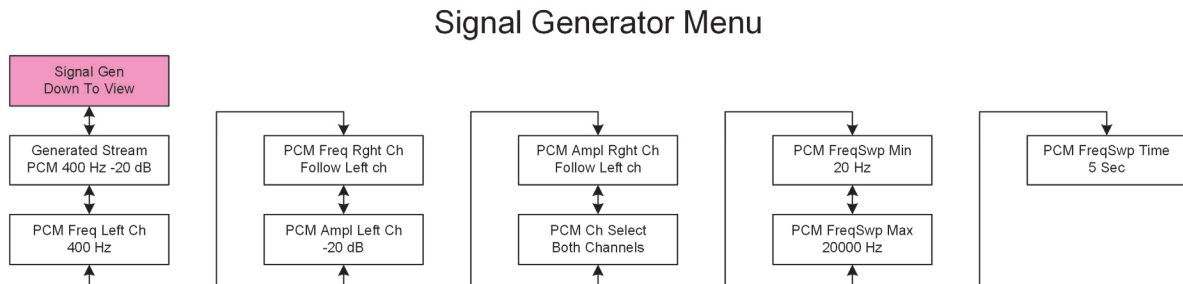 Signal Generator Menu
Signal Gen
Down To View
Generated Stream
PCM 400 Hz -20 dB
PCM Freq Left Ch
400 Hz
PCM Freq Rght Ch
Follow Left ch
PCM Ampl Left Ch
-20 dB
PCM Ampl Rght Ch
Follow Left ch
PCM Ch Select
Both Channels
PCM FreqSwp Min
20 Hz
PCM FreqSwp Max
20000 Hz
PCM FreqSwp Time
5 Sec